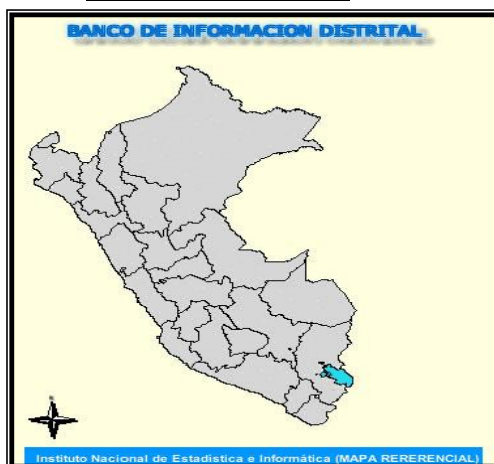 BANCO DE INFORMACION DISTRITAL
Instituto Nacional de Estadística e Informática (MAPA RERERENCIAL)